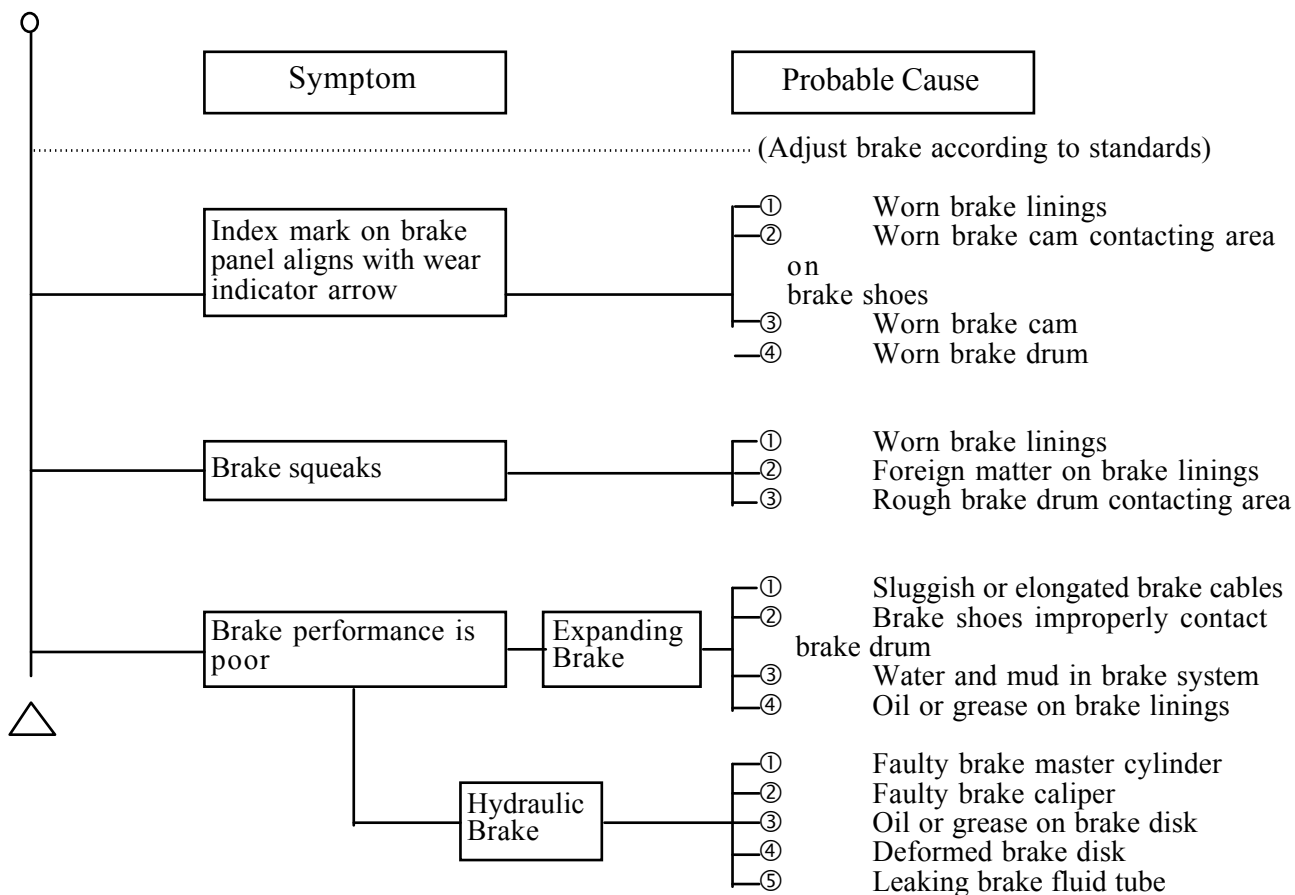 Symptom
Probable Cause
(Adjust brake according to standards)
Index mark on brake
panel aligns with wear
indicator arrow
① Worn brake linings
② Worn brake cam contacting area
on
brake shoes
③ Worn brake cam
④ Worn brake drum
Brake squeaks
① Worn brake linings
② Foreign matter on brake linings
③ Rough brake drum contacting area
Brake performance is
poor
Expanding
Brake
① Sluggish or elongated brake cables
② Brake shoes improperly contact
brake drum
③ Water and mud in brake system
④ Oil or grease on brake linings
Hydraulic
Brake
① Faulty brake master cylinder
② Faulty brake caliper
③ Oil or grease on brake disk
④ Deformed brake disk
⑤ Leaking brake fluid tube